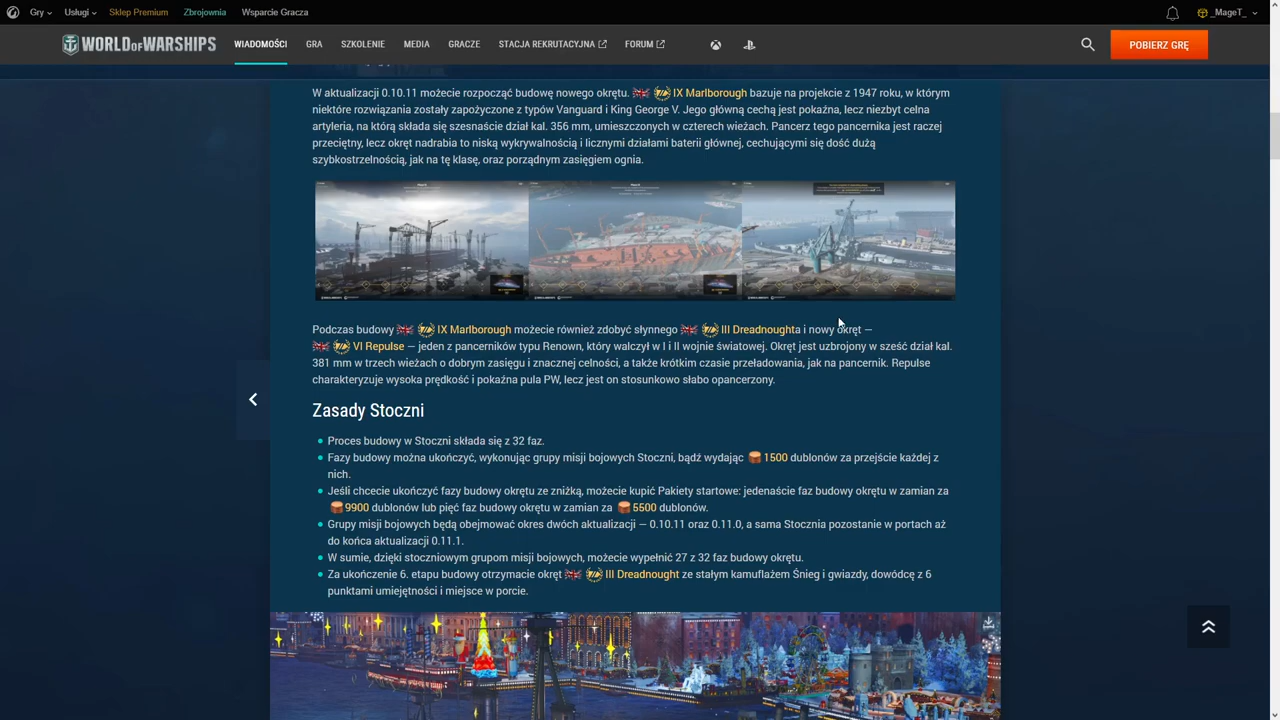 Gry
Usługi
Sklep Premium
Zbrojownia
Wsparcie Gracza
_MageT_
WORLD OF WARSHIPS
WIADOMOŚCI
GRA
SZKOLENIE
MEDIA
GRACZE
STACJA REKRUTACYJNA
FORUM
POBIERZ GRĘ
W aktualizacji 0.10.11 możecie rozpocząć budowę nowego okrętu. IX Marlborough bazuje na projekcie z 1947 roku, w którym
niektóre rozwiązania zostały zapożyczone z typów Vanguard i King George V. Jego główną cechą jest pokaźna, lecz niezbyt celna
artyleria, na którą składa się szesnaście dział kal. 356 mm, umieszczonych w czterech wieżach. Pancerz tego pancernika jest raczej
przeciętny, lecz okręt nadrabia to niską wykrywalnością i licznymi działami baterii głównej, cechującymi się dość dużą
szybkostrzelnością, jak na tę klasę, oraz porządnym zasięgiem ognia.
Podczas budowy IX Marlborough możecie również zdobyć słynnego III Dreadnoughta i nowy okręt —
VI Repulse — jeden z pancerników typu Renown, który walczył w I i II wojnie światowej. Okręt jest uzbrojony w sześć dział kal.
381 mm w trzech wieżach o dobrym zasięgu i znacznej celności, a także krótkim czasie przeładowania, jak na pancernik. Repulse
charakteryzuje wysoka prędkość i pokaźna pula PW, lecz jest on stosunkowo słabo opancerzony.
Zasady Stoczni
Proces budowy w Stoczni składa się z 32 faz.
Fazy budowy można ukończyć, wykonując grupy misji bojowych Stoczni, bądź wydając 1500 dublonów za przejście każdej z
nich.
Jeśli chcecie ukończyć fazy budowy okrętu ze zniżką, możecie kupić Pakiety startowe: jedenaście faz budowy okrętu w zamian za
9900 dublonów lub pięć faz budowy okrętu w zamian za 5500 dublonów.
Grupy misji bojowych będą obejmować okres dwóch aktualizacji — 0.10.11 oraz 0.11.0, a sama Stocznia pozostanie w portach aż
do końca aktualizacji 0.11.1.
W sumie, dzięki stoczniowym grupom misji bojowych, możecie wypełnić 27 z 32 faz budowy okrętu.
Za ukończenie 6. etapu budowy otrzymacie okręt III Dreadnought ze stałym kamuflażem Śnieg i gwiazdy, dowódcę z 6
punktami umiejętności i miejsce w porcie.